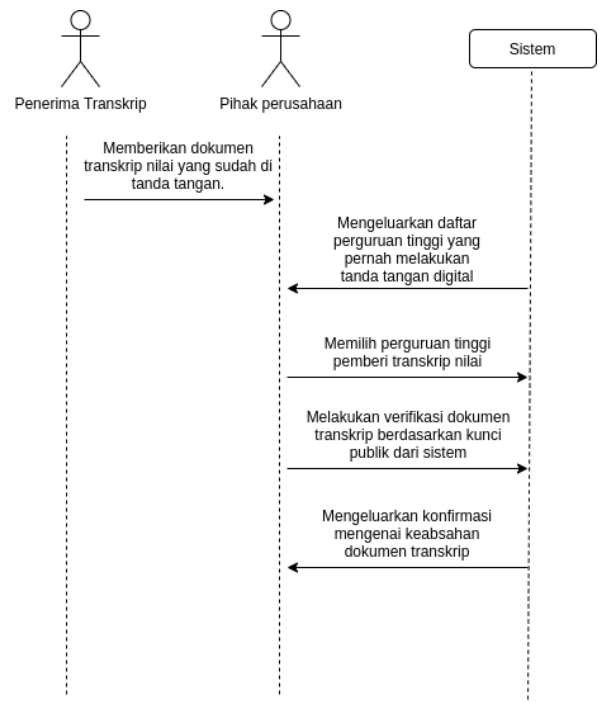 Sistem
Penerima Transkrip
Pihak perusahaan
Memberikan dokumen
transkrip nilai yang sudah di
tanda tangan.
Mengeluarkan daftar
perguruan tinggi yang
pernah melakukan
tanda tangan digital
Memilih perguruan tinggi
pemberi transkrip nilai
Melakukan verifikasi dokumen
transkrip berdasarkan kunci
publik dari sistem
Mengeluarkan konfirmasi
mengenai keabsahan
dokumen transkrip